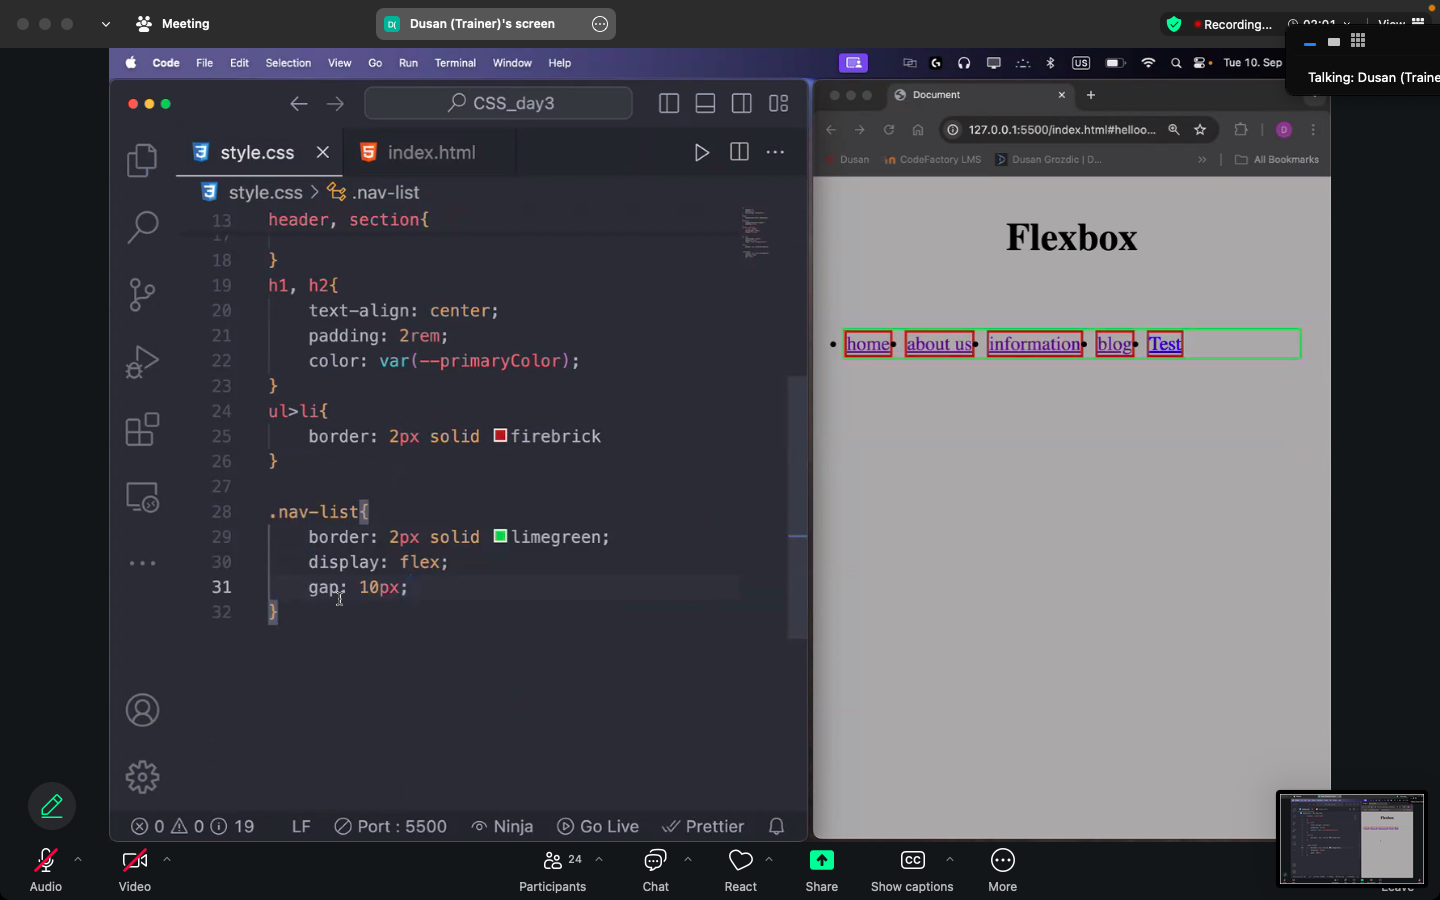 Meeting
D( Dusan (Trainer)'s screen
Recording...
View
Talking: Dusan (Traine
Code File Edit Selection View Go Run Terminal Window Help
US
Tue 10. Sep
CSS_day3
style.css
index.html
style.css > .nav-list
13 header, section{
17
18 }
19 h1, h2{
20 text-align: center;
21 padding: 2rem;
22 color: var(--primaryColor);
23 }
24 ul>li{
25 border: 2px solid firebrick
26 }
27
28 .nav-list{
29 border: 2px solid limegreen;
30 display: flex;
31 gap: 10px;
32 }
0 0 19 LF Port : 5500 Ninja Go Live Prettier
Document
127.0.0.1:5500/index.html#helloo...
D
Dusan CodeFactory LMS Dusan Grozdic | D... » All Bookmarks
Flexbox
• home • about us • information • blog • Test
Audio
Video
24
Participants
Chat
React
Share
CC
Show captions
More
Flexbox